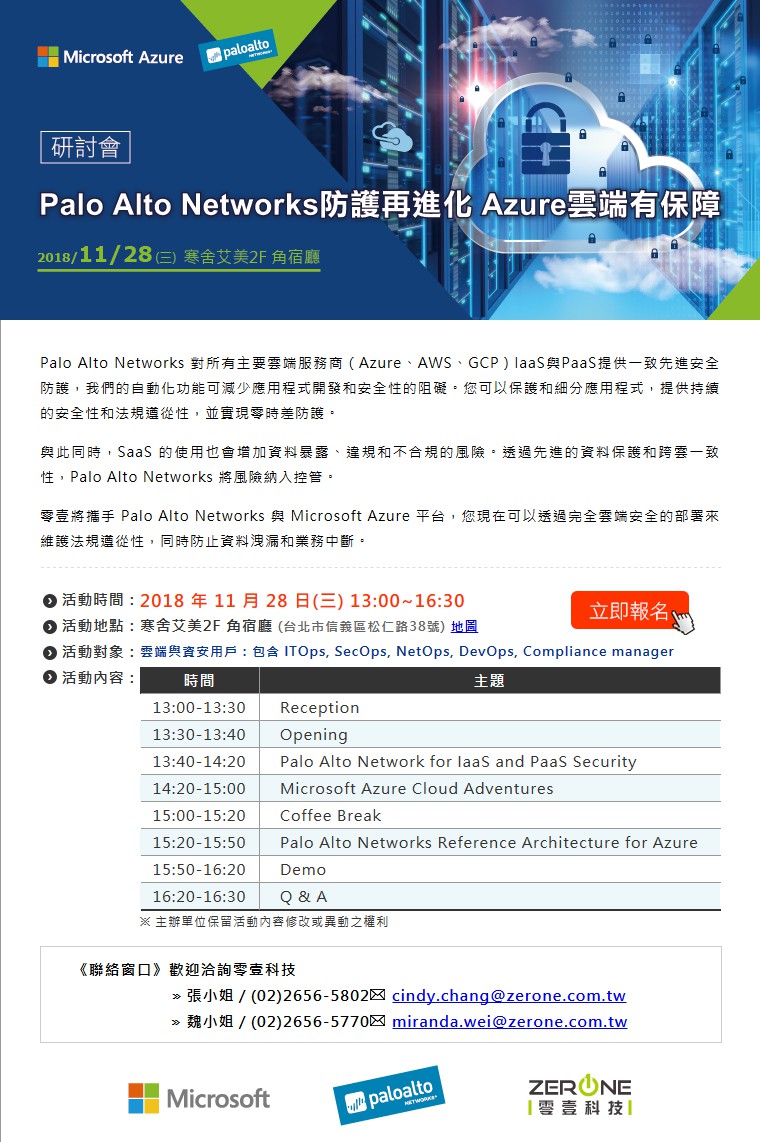 Microsoft Azure
paloalto
NETWORKS®
研討會
Palo Alto Networks防護再進化 Azure雲端有保障
2018/11/28(三) 寒舍艾美2F 角宿廳
Palo Alto Networks 對所有主要雲端服務商(Azure、AWS、GCP)IaaS與PaaS提供一致先進安全
防護，我們的自動化功能可減少應用程式開發和安全性的阻礙。您可以保護和細分應用程式，提供持續
的安全性和法規遵從性，並實現零時差防護。
與此同時，SaaS 的使用也會增加資料暴露、違規和不合規的風險。透過先進的資料保護和跨雲一致
性，Palo Alto Networks 將風險納入控管。
零壹將攜手 Palo Alto Networks 與 Microsoft Azure 平台，您現在可以透過完全雲端安全的部署來
維護法規遵從性，同時防止資料洩漏和業務中斷。
活動時間：2018 年 11 月 28 日(三) 13:00~16:30
立即報名
活動地點：寒舍艾美2F 角宿廳 (台北市信義區松仁路38號) 地圖
活動對象：雲端與資安用戶：包含 ITOps, SecOps, NetOps, DevOps, Compliance manager
活動內容： 時間 主題
13:00-13:30 Reception
13:30-13:40 Opening
13:40-14:20 Palo Alto Network for IaaS and PaaS Security
14:20-15:00 Microsoft Azure Cloud Adventures
15:00-15:20 Coffee Break
15:20-15:50 Palo Alto Networks Reference Architecture for Azure
15:50-16:20 Demo
16:20-16:30 Q & A
※ 主辦單位保留活動內容修改或異動之權利
《聯絡窗口》歡迎洽詢零壹科技
» 張小姐 / (02)2656-5802✉ cindy.chang@zerone.com.tw
» 魏小姐 / (02)2656-5770✉ miranda.wei@zerone.com.tw
Microsoft
paloalto
NETWORKS®
ZERONE
零壹科技